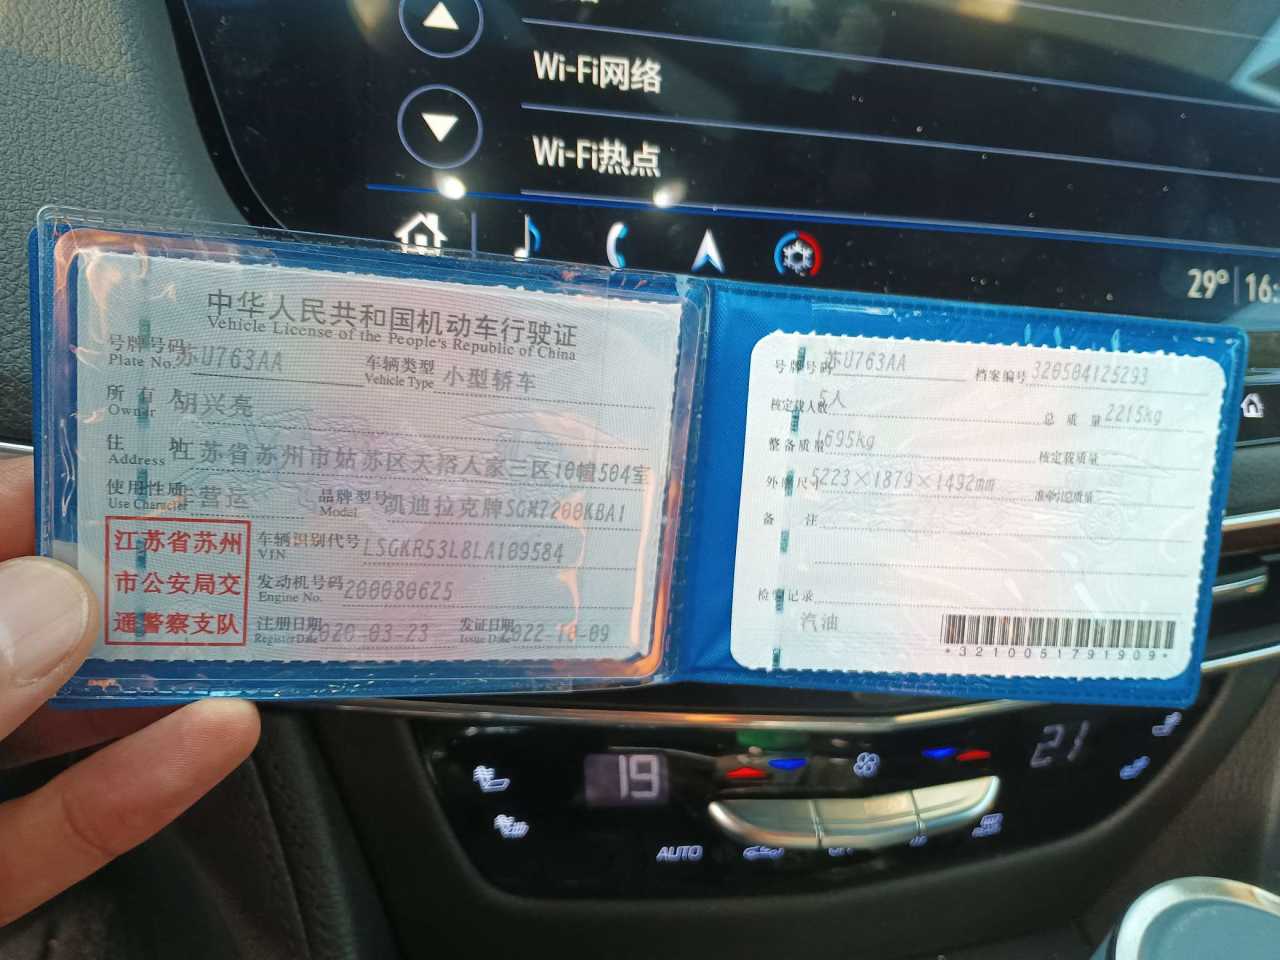 Wi-Fi网络
Wi-Fi热点
29° 16:
中华人民共和国机动车行驶证
Vehicle License of the People's Republic of China
号牌号码 苏U763AA 车辆类型 小型轿车
Plate No. Vehicle Type
所有人 胡兴亮
Owner
住址 江苏省苏州市姑苏区大搭人家三区10幢504室
Address
使用性质 非营运 品牌型号 凯迪拉克牌SGM7200KBA1
Use Character Model
江苏省苏州
市公安局交
通警察支队
车辆识别代号 LSGKR53L8LA109584
VIN
发动机号码 200080625
Engine No.
注册日期 2020-03-23 发证日期 2022-10-09
Register Date Issue Date
号牌号码 苏U763AA 档案编号 320504125293
核定载人数 5人 总质量 2215kg
整备质量 1695kg 核定载质量
外廓尺寸 5223×1879×1492mm 准牵引总质量
备注
检验记录
汽油
*3210051791909*
19
21
AUTO